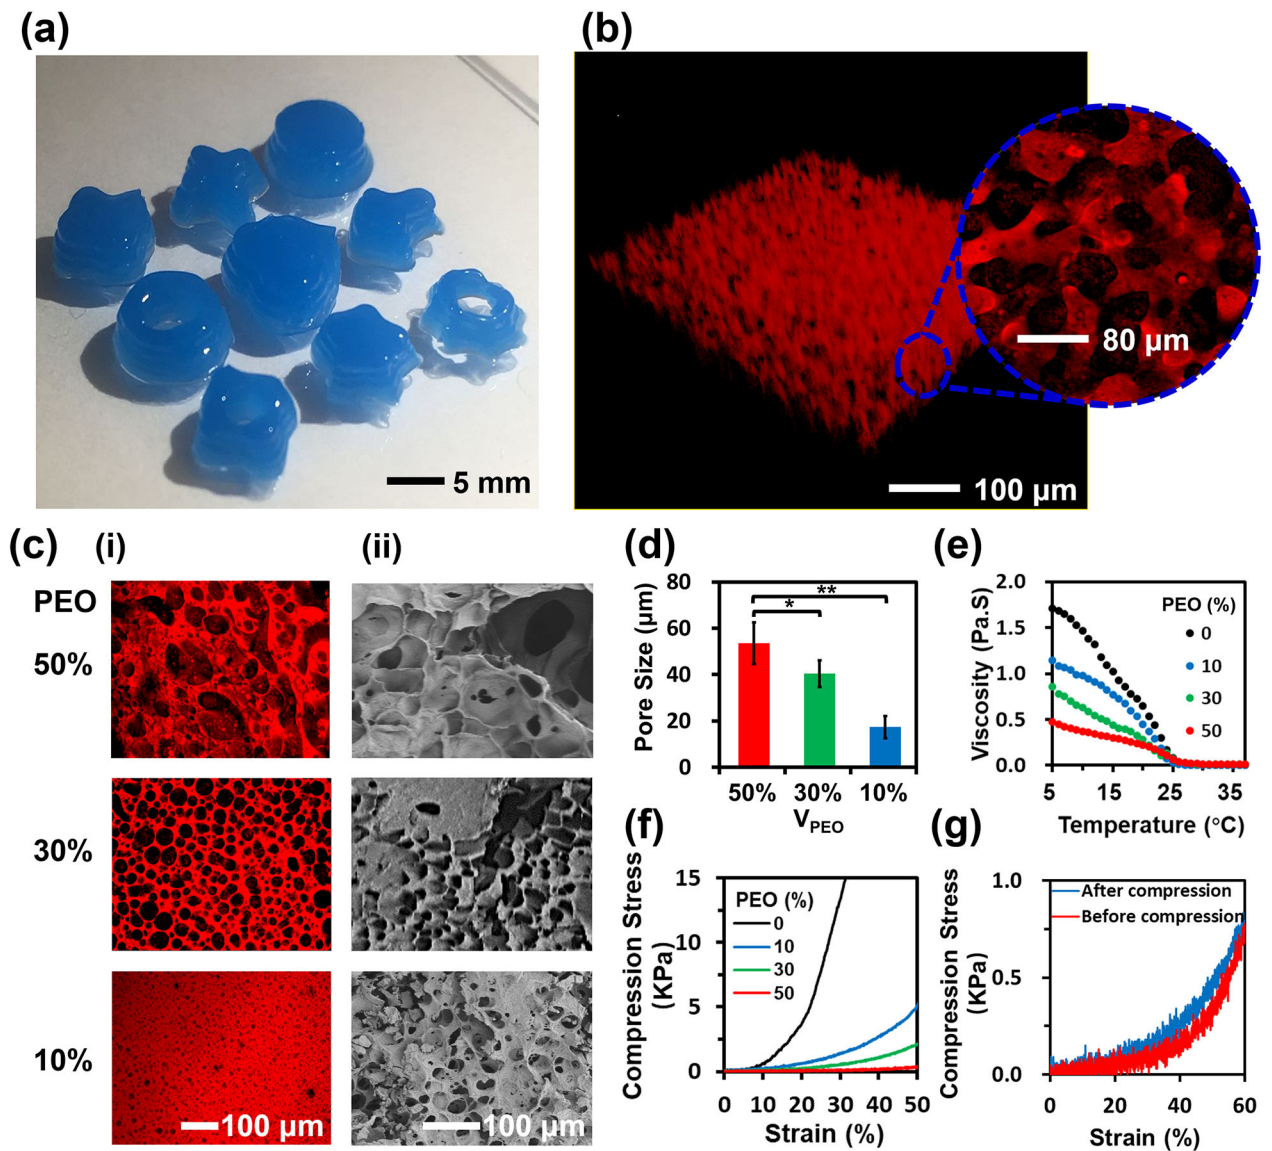 (a)
(b)
5 mm
80 µm
100 µm
(c)
(i)
(ii)
PEO
50%
30%
10%
100 µm
100 µm
(d)
Pore Size (µm)
80
60
40
20
0
**
*
50%
30%
10%
V_PEO
(e)
Viscosity (Pa.S)
2.0
1.5
1.0
0.5
0.0
PEO (%)
0
10
30
50
5
15
25
35
Temperature (°C)
(f)
Compression Stress
(KPa)
15
10
5
0
PEO (%)
0
10
30
50
0
10
20
30
40
50
Strain (%)
(g)
Compression Stress
(KPa)
1.0
0.5
0.0
After compression
Before compression
0
20
40
60
Strain (%)